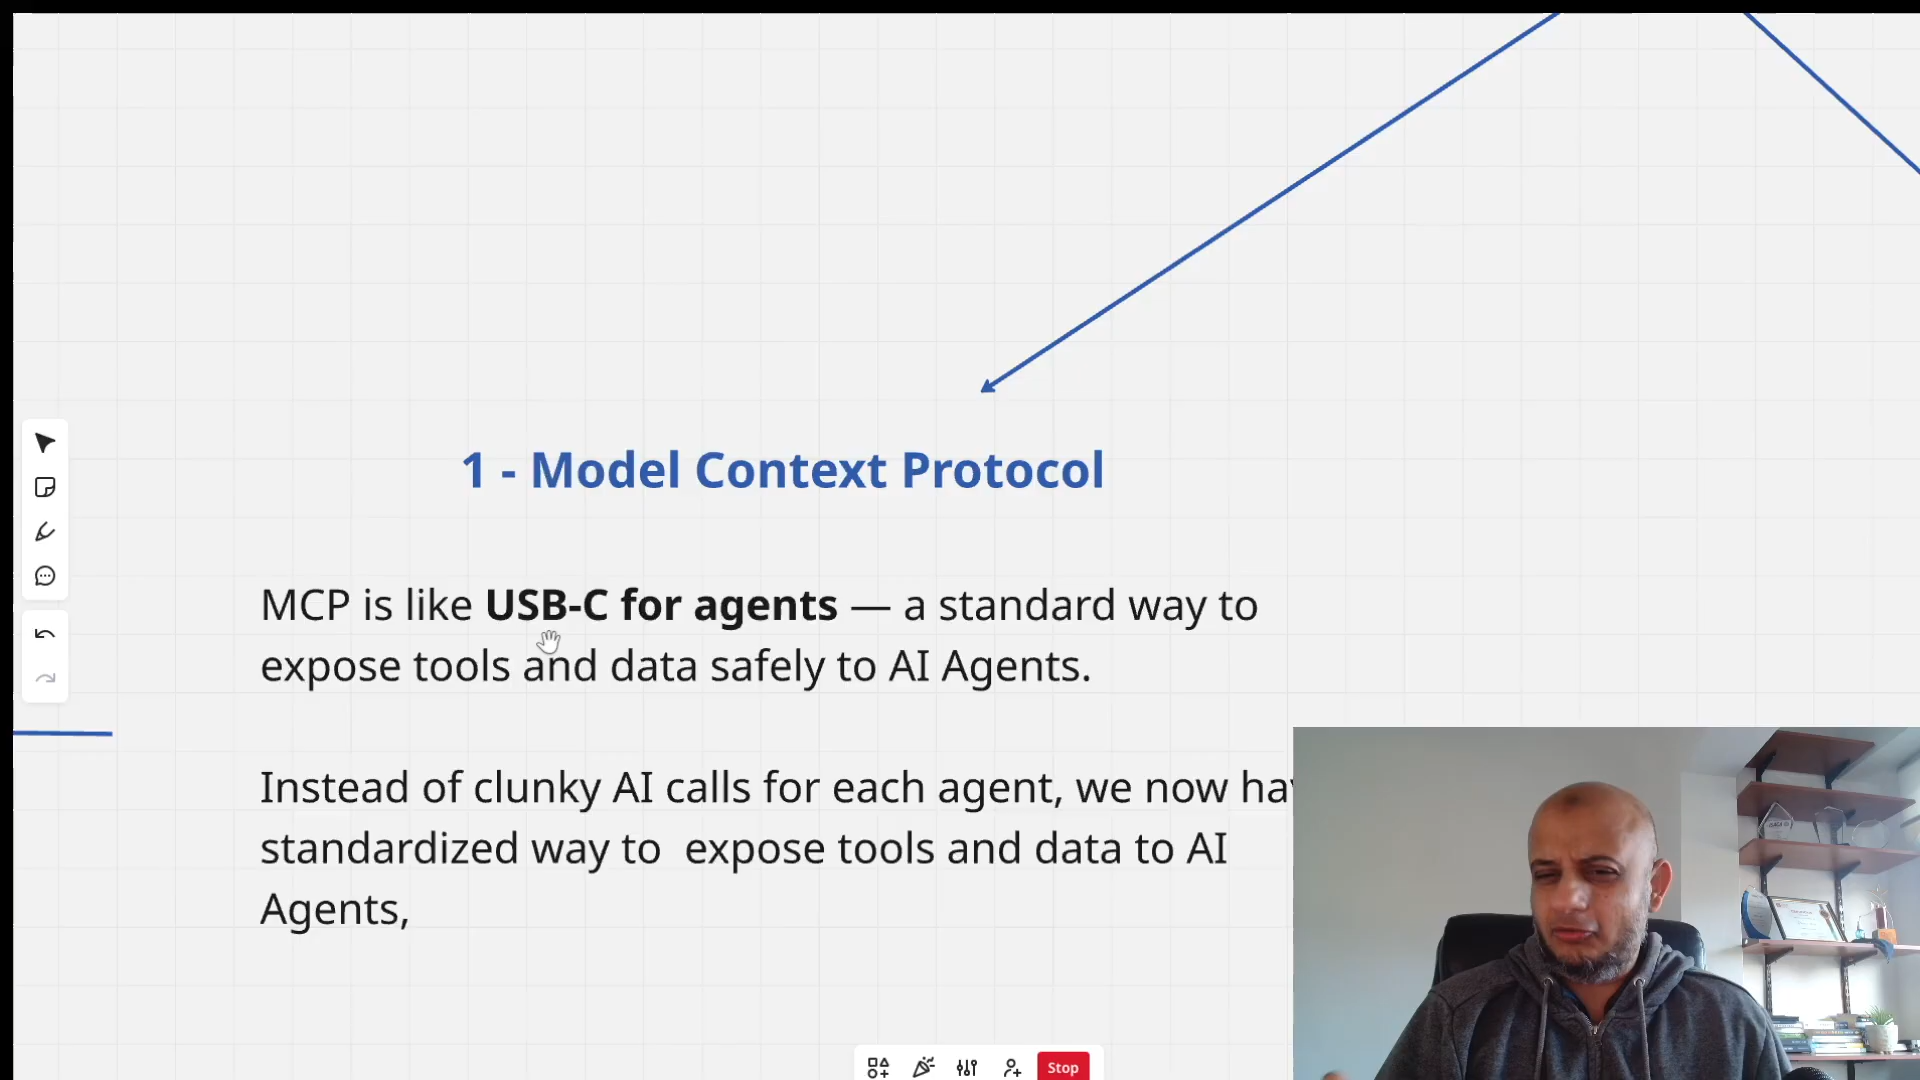 1 - Model Context Protocol
MCP is like USB-C for agents — a standard way to
expose tools and data safely to AI Agents.
Instead of clunky AI calls for each agent, we now
standardized way to  expose tools and data to AI
Agents,
Stop